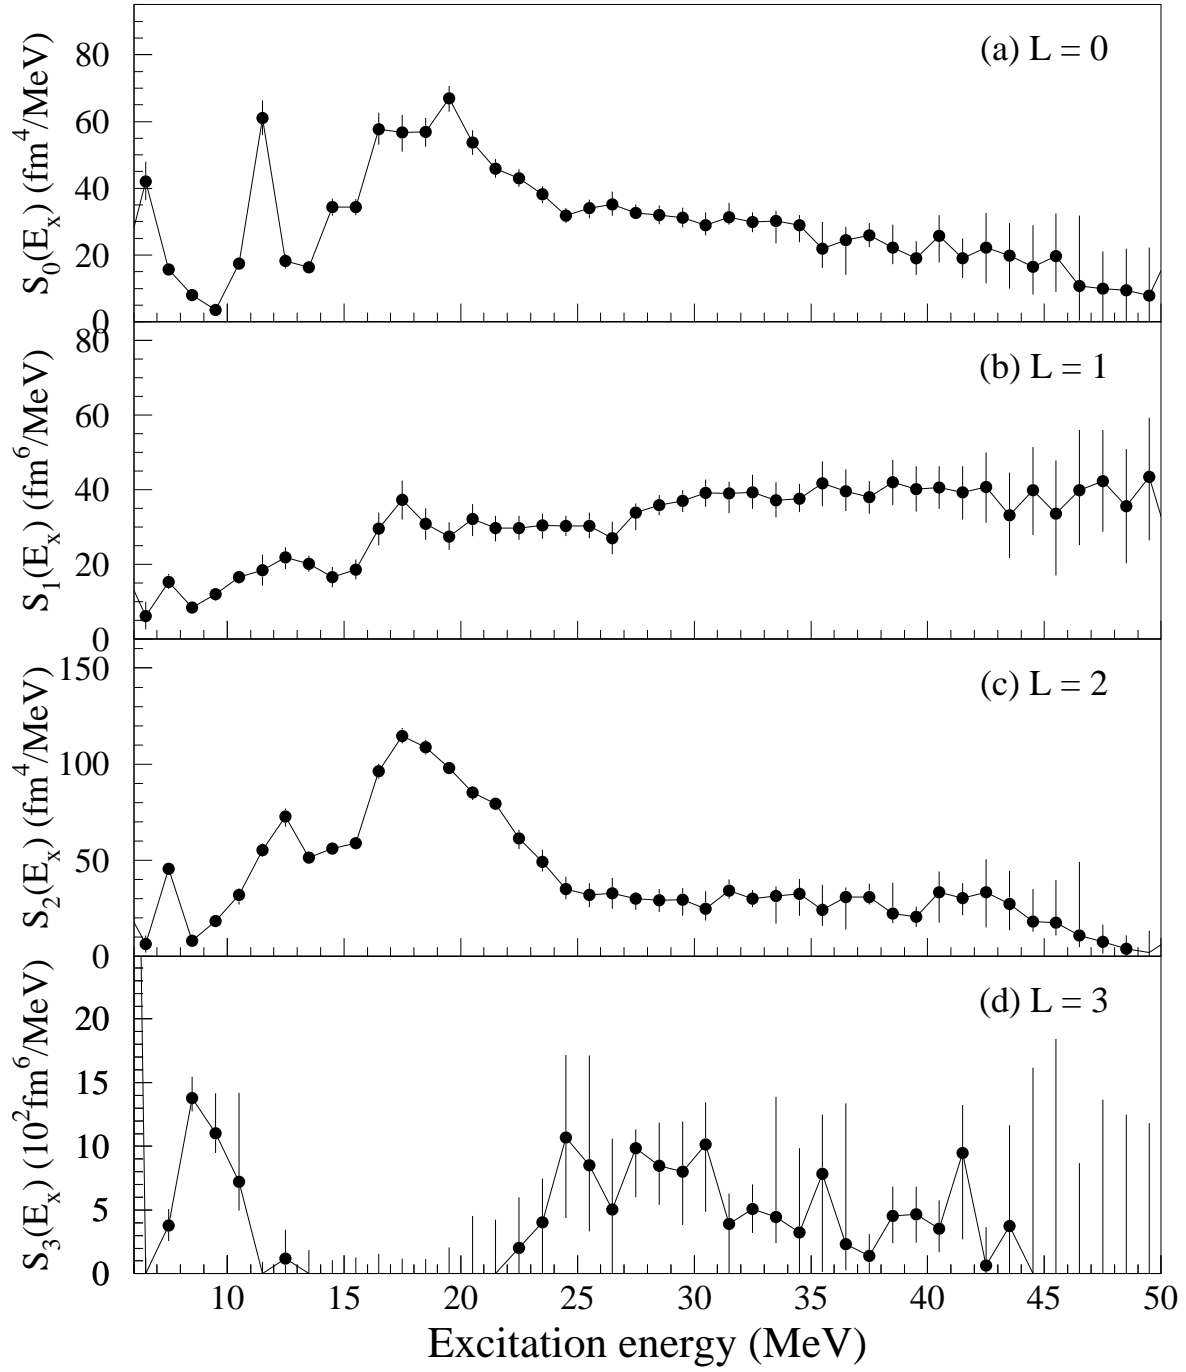 (a) L = 0
S₀(Eₓ) (fm⁴/MeV)
80
60
40
20
0
(b) L = 1
S₁(Eₓ) (fm⁶/MeV)
80
60
40
20
0
(c) L = 2
S₂(Eₓ) (fm⁴/MeV)
150
100
50
0
(d) L = 3
S₃(Eₓ) (10²fm⁶/MeV)
20
15
10
5
0
10 15 20 25 30 35 40 45 50
Excitation energy (MeV)